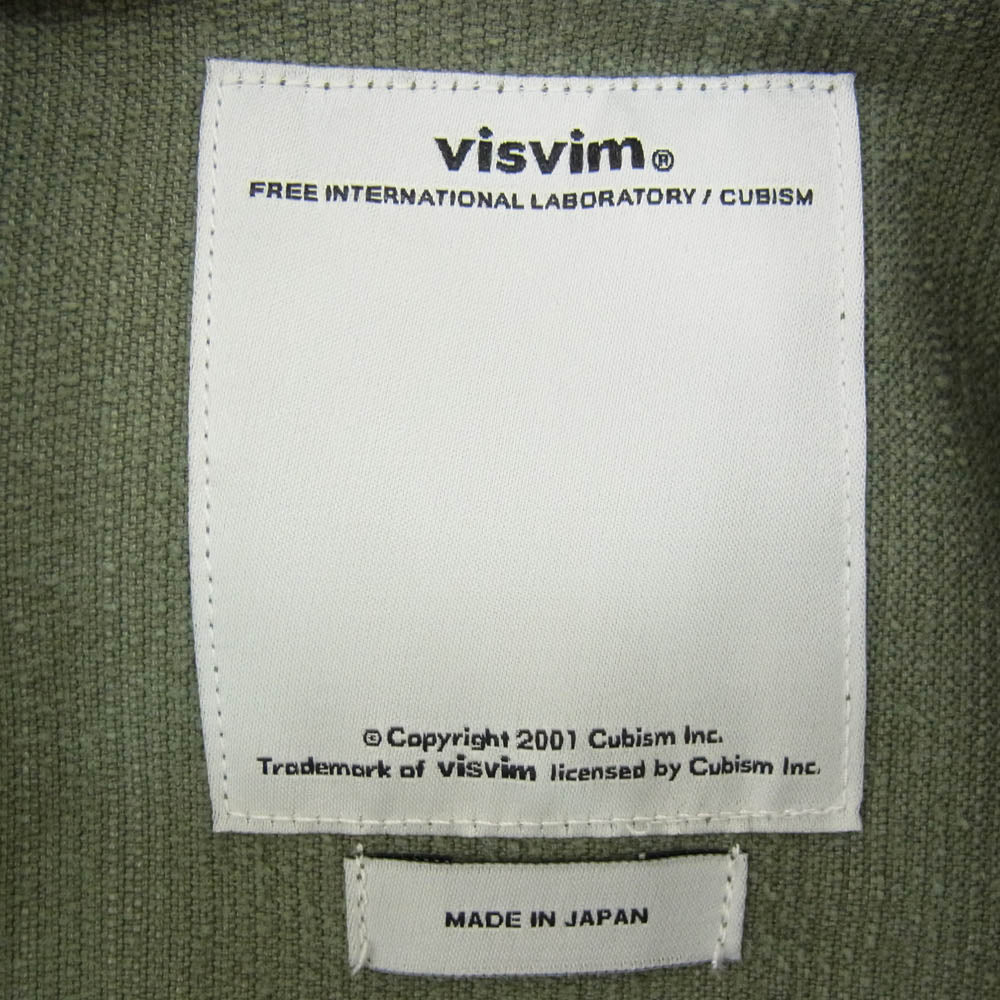 visvim®
FREE INTERNATIONAL LABORATORY / CUBISM
© Copyright 2001 Cubism Inc.
Trademark of visvim licensed by Cubism Inc.
MADE IN JAPAN